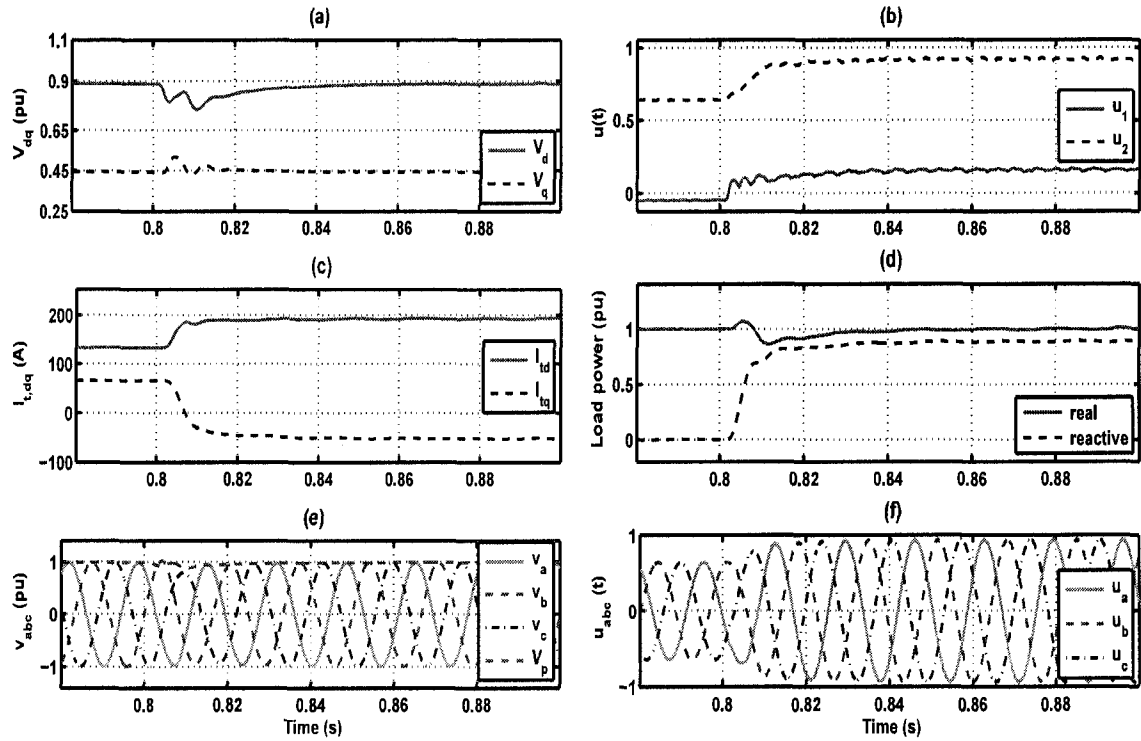 (a)
1.1
0.9
0.65
0.45
0.25
V_dq (pu)
V_d
V_q
0.8
0.82
0.84
0.86
0.88
(b)
1
0.5
0
u(t)
u_1
u_2
0.8
0.82
0.84
0.86
0.88
(c)
200
100
0
−100
I_t,dq (A)
I_td
I_tq
0.8
0.82
0.84
0.86
0.88
(d)
1
0.5
0
Load power (pu)
real
reactive
0.8
0.82
0.84
0.86
0.88
(e)
1
0
−1
v_abc (pu)
v_a
v_b
v_c
V_p
0.8
0.82
0.84
0.86
0.88
Time (s)
(f)
1
0
−1
u_abc (t)
u_a
u_b
u_c
0.8
0.82
0.84
0.86
0.88
Time (s)